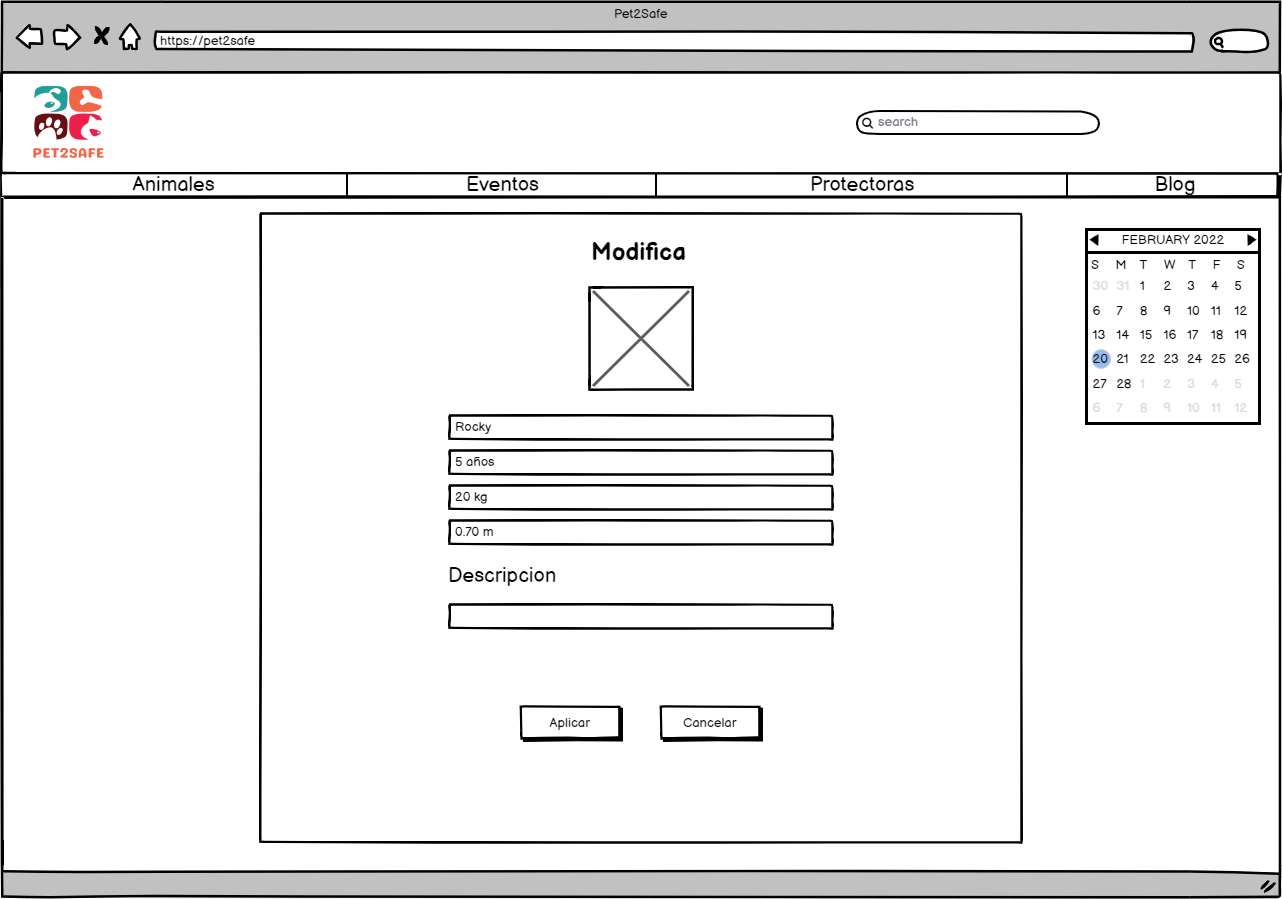 Pet2Safe
https://pet2safe
PET2SAFE
search
Animales
Eventos
Protectoras
Blog
Modifica
Rocky
5 años
20 kg
0.70 m
Descripcion
Aplicar
Cancelar
FEBRUARY 2022
S M T W T F S
30 31 1 2 3 4 5
6 7 8 9 10 11 12
13 14 15 16 17 18 19
20 21 22 23 24 25 26
27 28 1 2 3 4 5
6 7 8 9 10 11 12